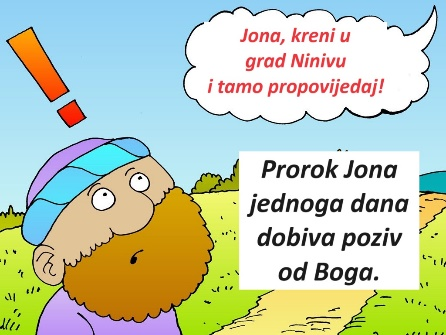 Jona, kreni u
grad Ninivu
i tamo propovijedaj!
Prorok Jona
jednoga dana
dobiva poziv
od Boga.